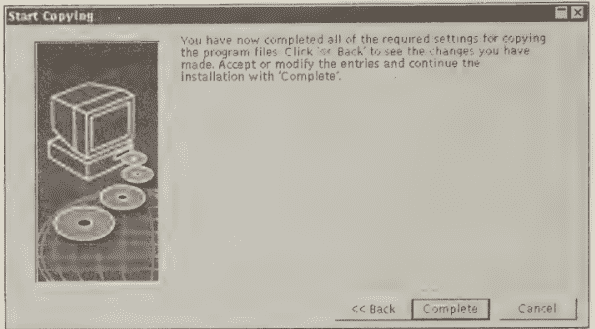 Start Copying
You have now completed all of the required settings for copying
the program files. Click '<< Back' to see the changes you have
made. Accept or modify the entries and continue the
installation with 'Complete'.
<< Back
Complete
Cancel